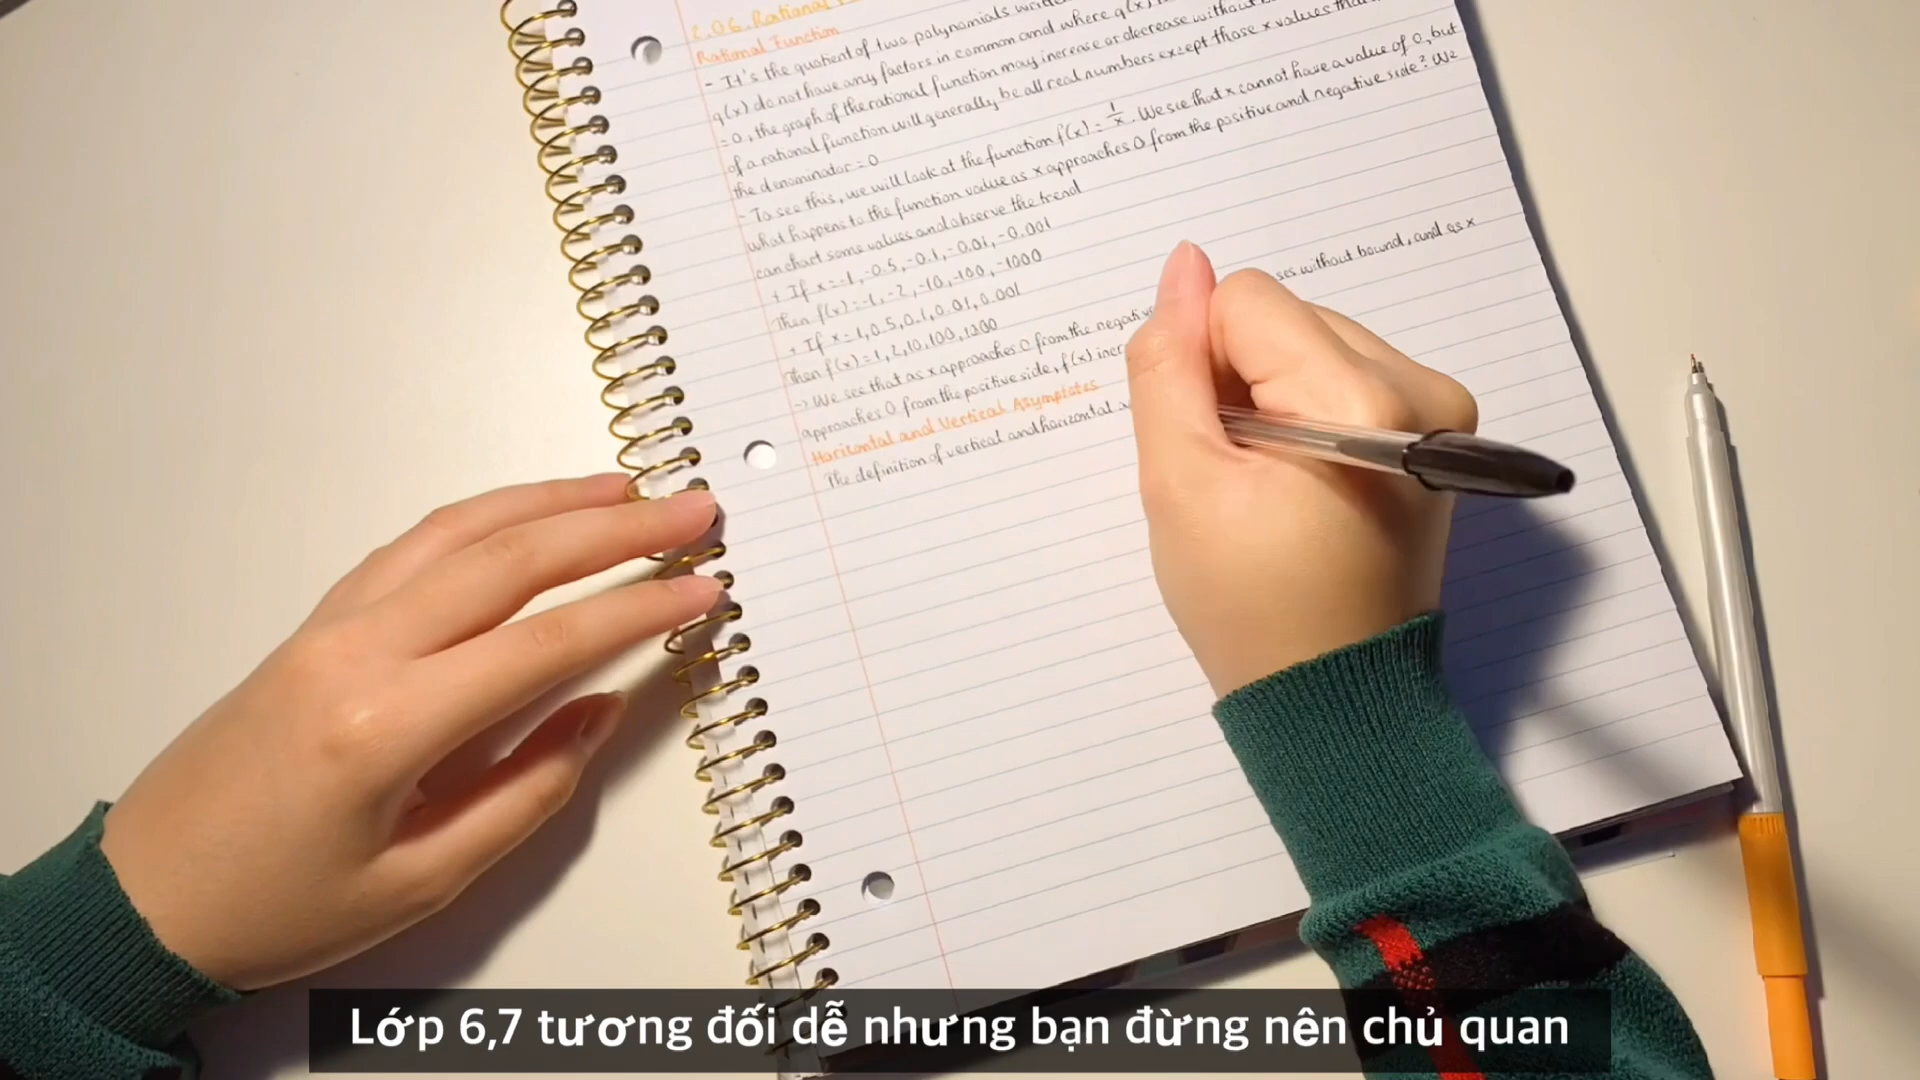 2.06. Rational
Rational Function
- It's the quotient of two polynomials
q(x) do not have any factors in common and where q(x)
= 0, the graph of the rational function may increase or decrease without
of a rational function will generally be all real numbers except those x values
the denominator = 0
- To see this, we will look at the function f(x) = 1/x. We see that x cannot have a value of 0, but
what happens to the function value as x approaches 0 from the positive and negative side? We
can chart some values and observe the trend
+ If x = -1, -0.5, -0.1, -0.01, -0.001
Then f(x) = -1, -2, -10, -100, -1000
+ If x = 1, 0.5, 0.1, 0.01, 0.001
Then f(x) = 1, 2, 10, 100, 1000
-> We see that as x approaches 0 from the negative ses without bound, and as x
approaches 0 from the positive side, f(x) incr
Horizontal and Vertical Asymptotes
The definition of vertical and horizontal a
Lớp 6,7 tương đối dễ nhưng bạn đừng nên chủ quan